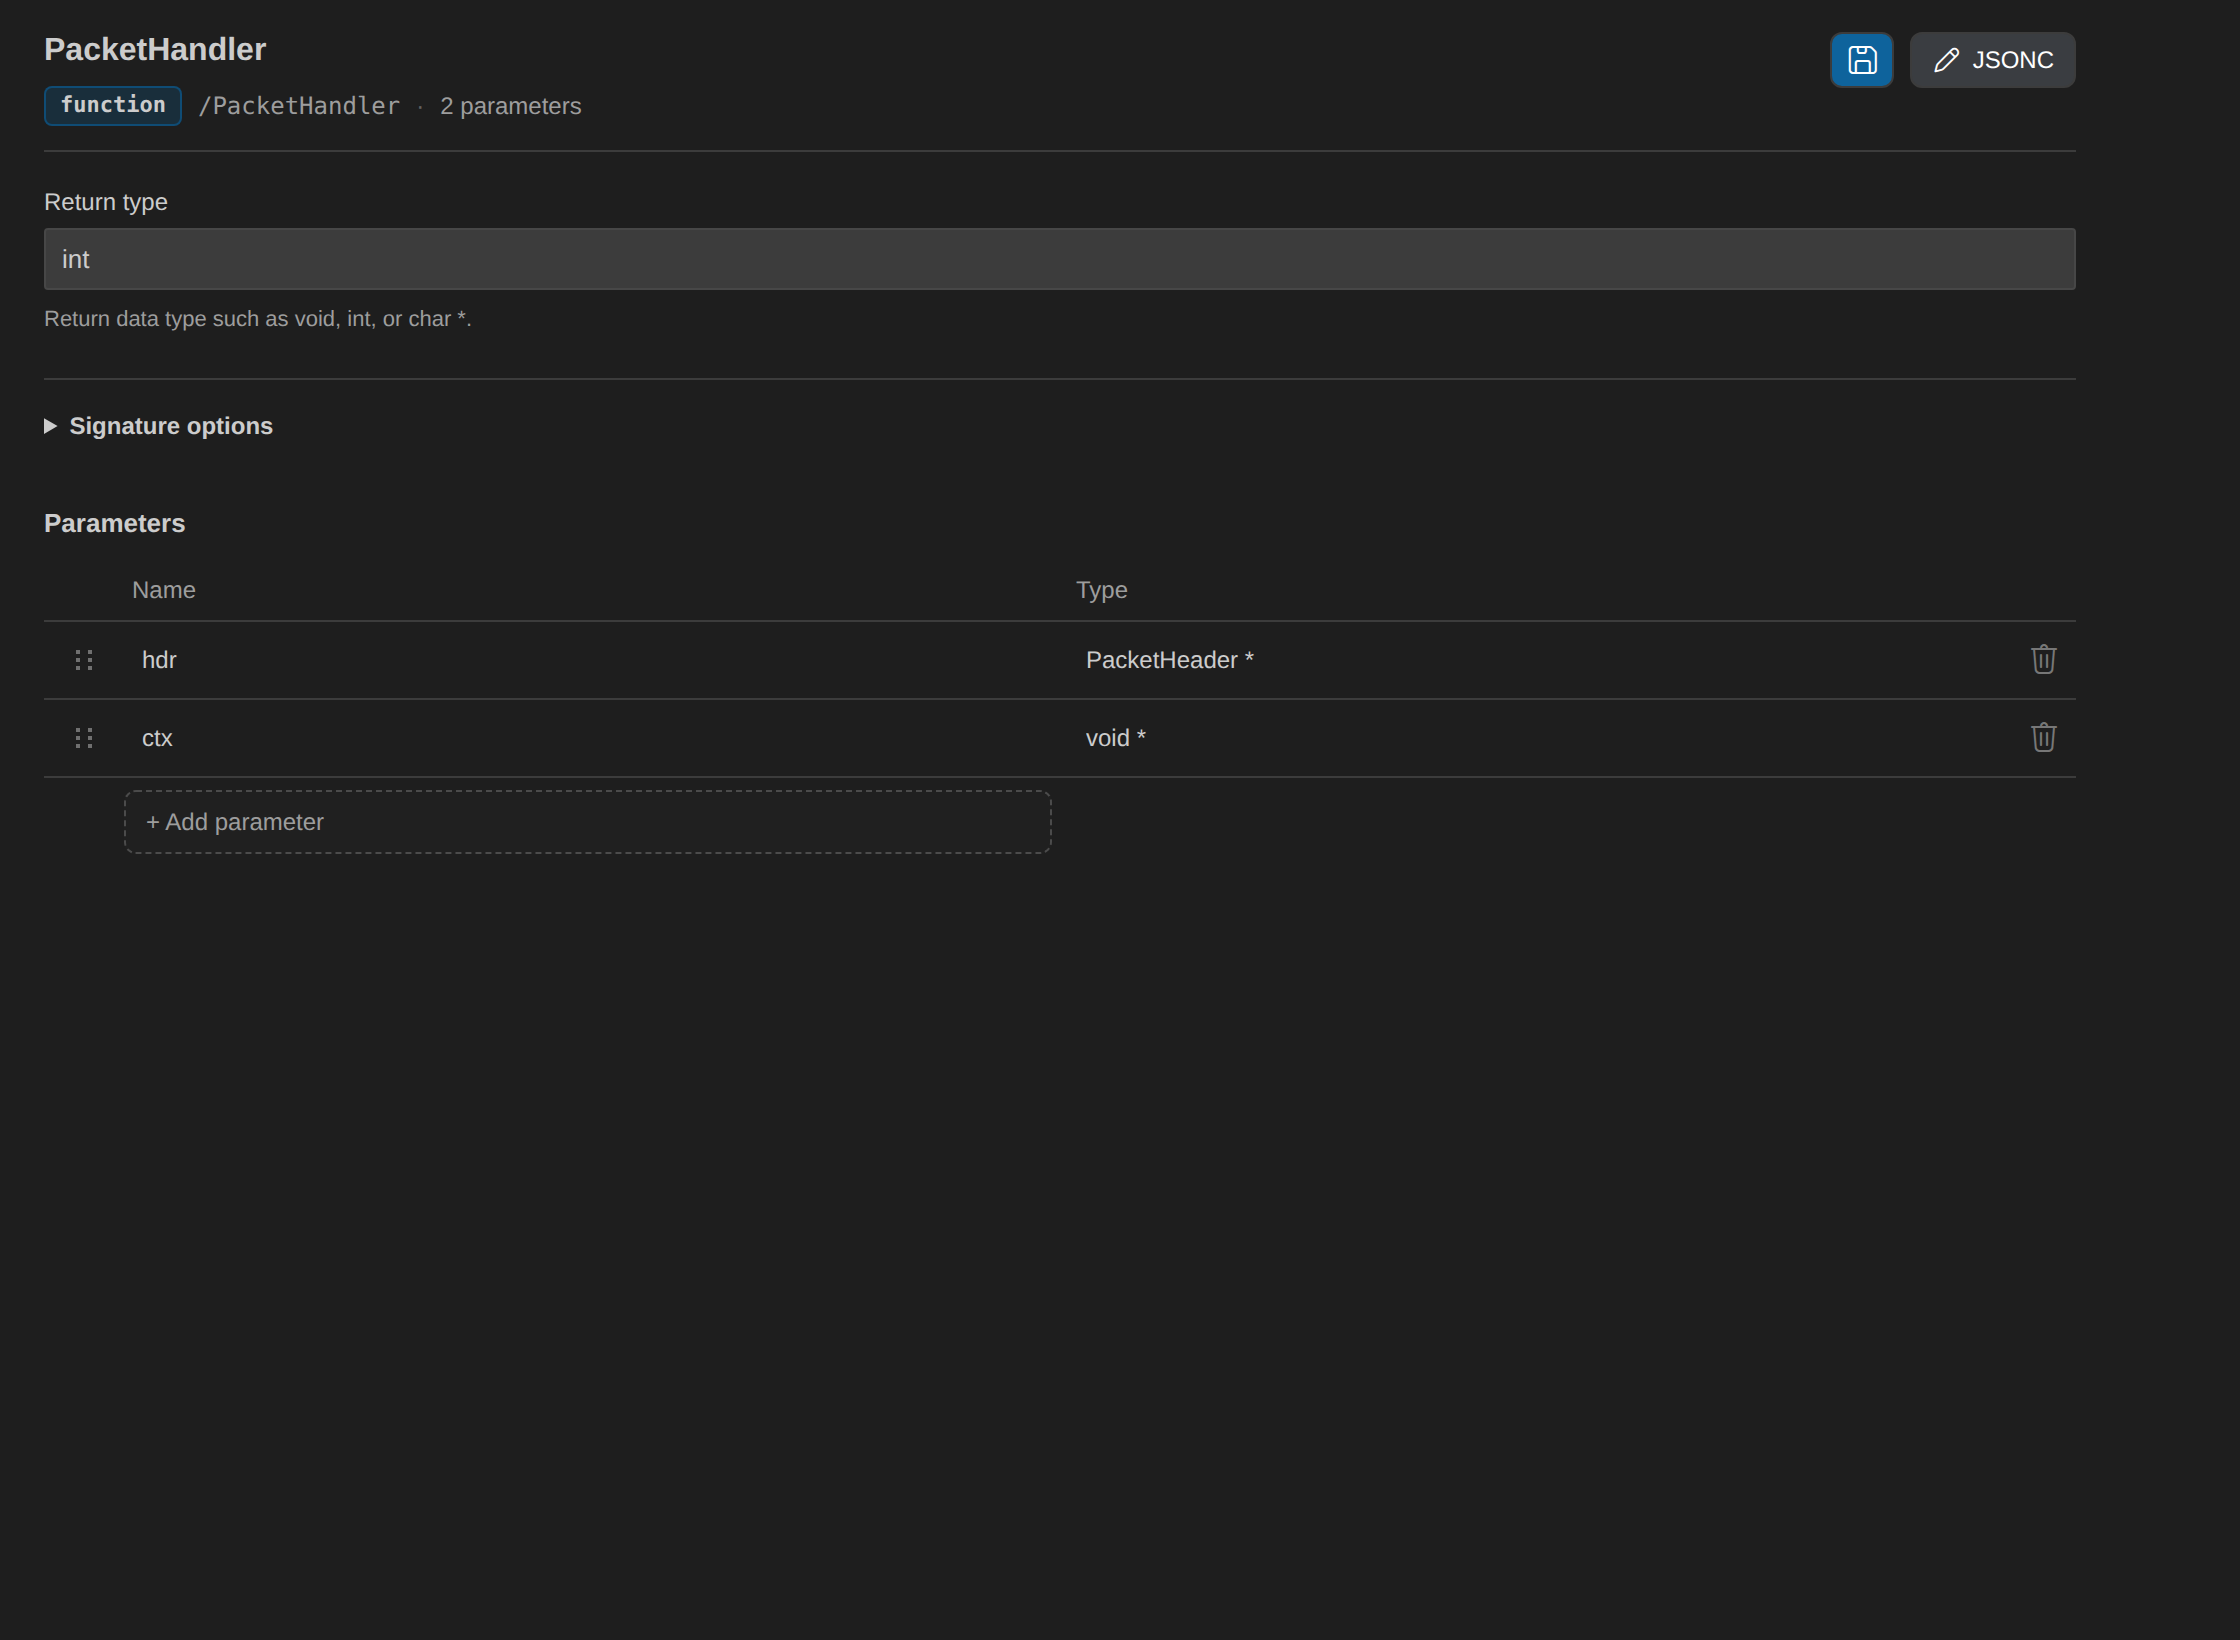 PacketHandler
JSONC
function /PacketHandler · 2 parameters
Return type
int
Return data type such as void, int, or char *.
Signature options
Parameters
Name Type
hdr PacketHeader *
ctx void *
+ Add parameter